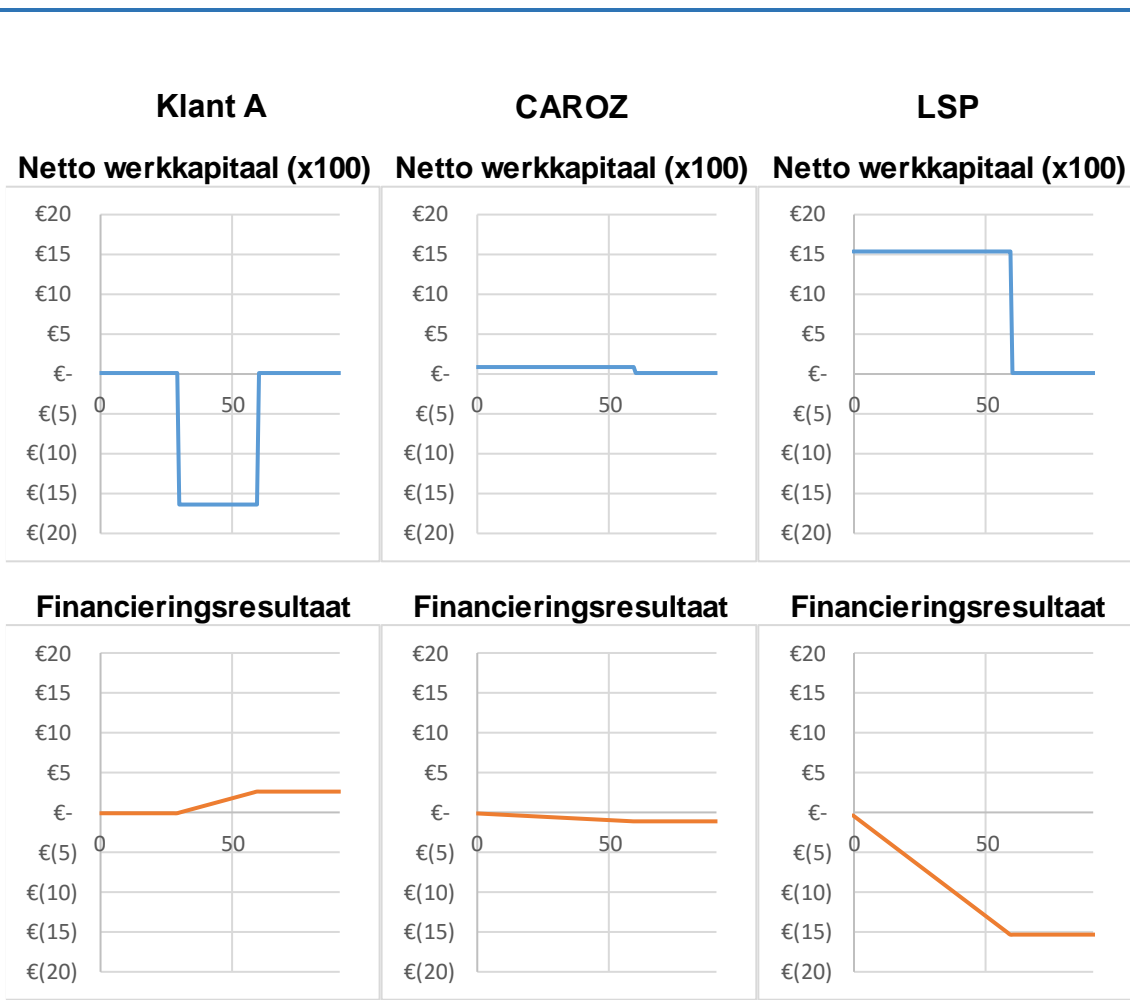 Klant A CAROZ LSP
Netto werkkapitaal (x100) Netto werkkapitaal (x100) Netto werkkapitaal (x100)
€20 €20 €20
€15 €15 €15
€10 €10 €10
€5 €5 €5
€- €- €-
€(5) 0 50 €(5) 0 50 €(5) 0 50
€(10) €(10) €(10)
€(15) €(15) €(15)
€(20) €(20) €(20)
Financieringsresultaat Financieringsresultaat Financieringsresultaat
€20 €20 €20
€15 €15 €15
€10 €10 €10
€5 €5 €5
€- €- €-
€(5) 0 50 €(5) 0 50 €(5) 0 50
€(10) €(10) €(10)
€(15) €(15) €(15)
€(20) €(20) €(20)